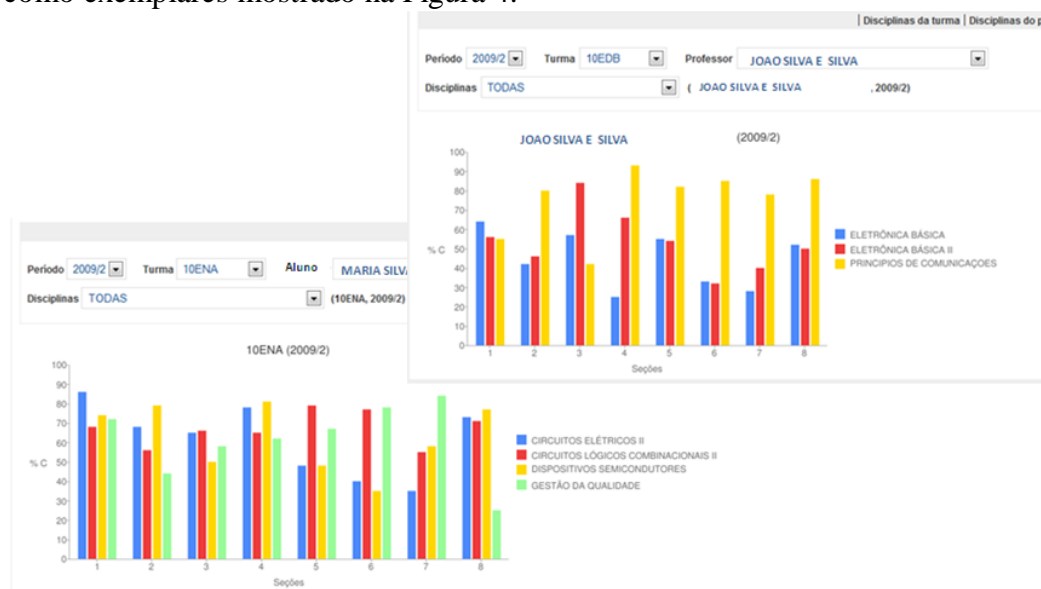 como exemplares mostrado na Figura 4.
| Disciplinas da turma | Disciplinas do p
Período 2009/2 Turma 10EDB Professor JOAO SILVA E SILVA
Disciplinas TODAS ( JOAO SILVA E SILVA , 2009/2)
JOAO SILVA E SILVA (2009/2)
100
90
80
70
60
% C 50
40
30
20
10
0
1 2 3 4 5 6 7 8
Seções
ELETRÔNICA BÁSICA
ELETRÔNICA BÁSICA II
PRINCIPIOS DE COMUNICAÇOES
Período 2009/2 Turma 10ENA Aluno MARIA SILVA
Disciplinas TODAS (10ENA, 2009/2)
10ENA (2009/2)
100
90
80
70
60
% C 50
40
30
20
10
0
1 2 3 4 5 6 7 8
Seções
CIRCUITOS ELÉTRICOS II
CIRCUITOS LÓGICOS COMBINACIONAIS II
DISPOSITIVOS SEMICONDUTORES
GESTÃO DA QUALIDADE